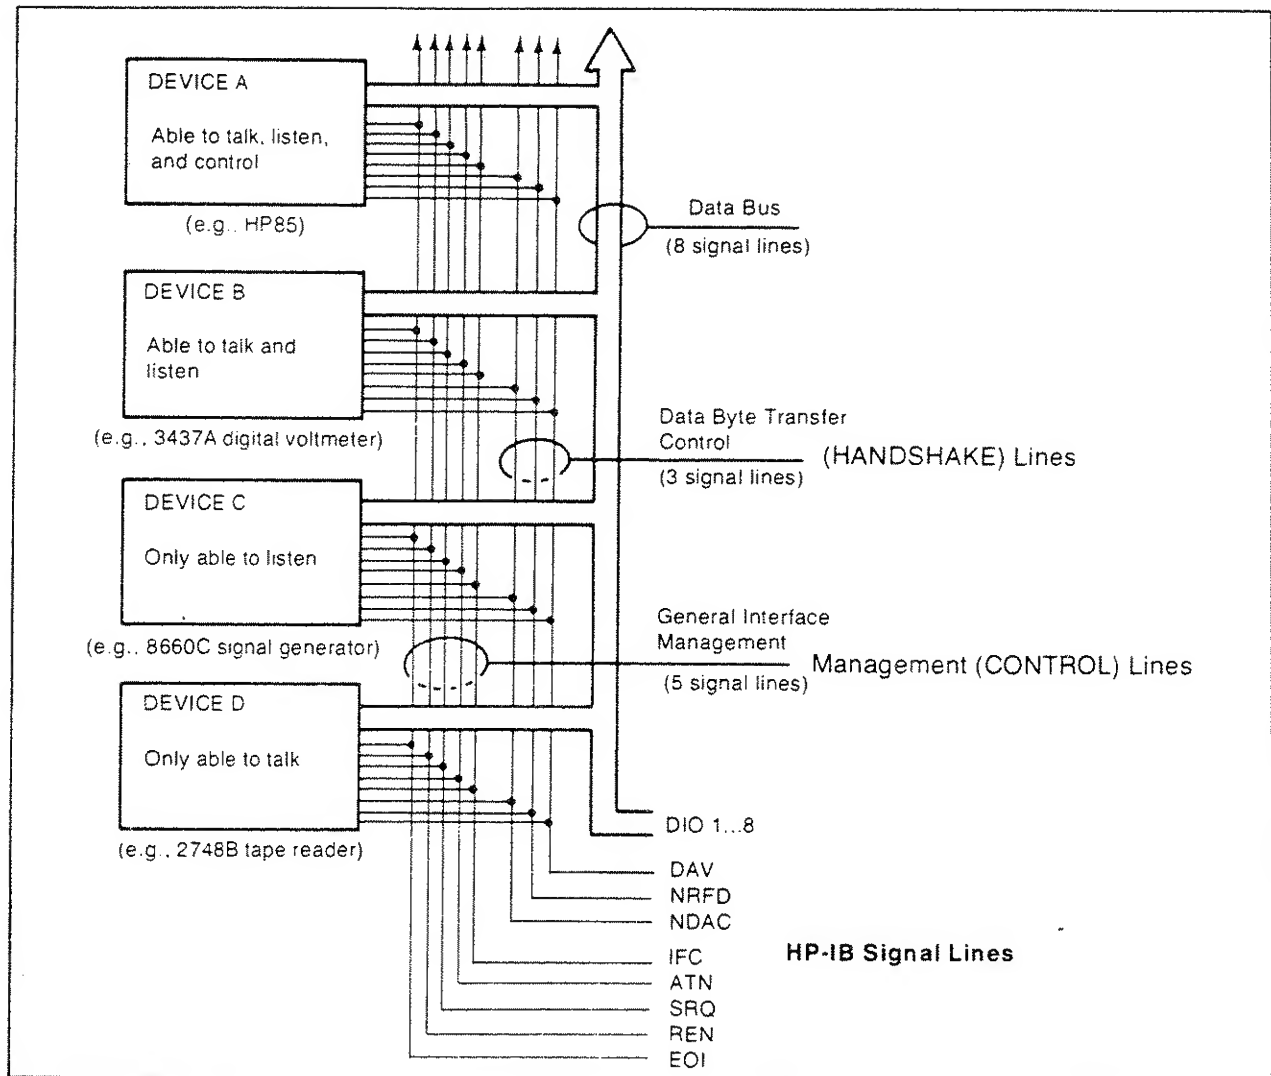 DEVICE A
Able to talk, listen,
and control
(e.g., HP85)
Data Bus
(8 signal lines)
DEVICE B
Able to talk and
listen
(e.g., 3437A digital voltmeter)
Data Byte Transfer
Control
(HANDSHAKE) Lines
(3 signal lines)
DEVICE C
Only able to listen
(e.g., 8660C signal generator)
General Interface
Management
Management (CONTROL) Lines
(5 signal lines)
DEVICE D
Only able to talk
(e.g., 2748B tape reader)
DIO 1...8
DAV
NRFD
NDAC
IFC
HP-IB Signal Lines
ATN
SRQ
REN
EOI